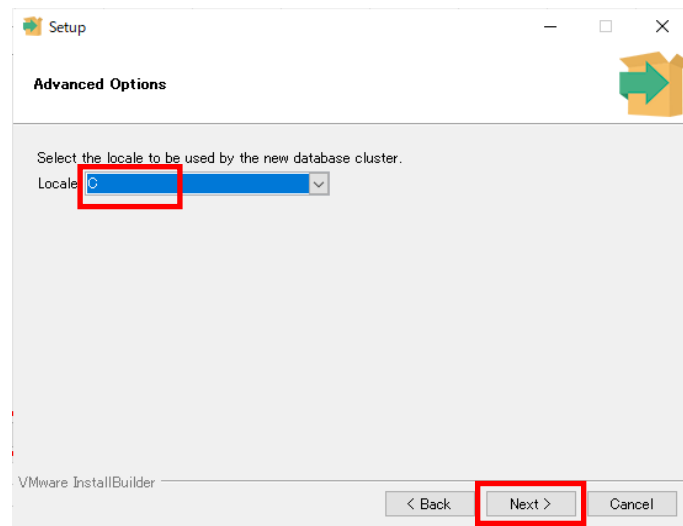 Setup
Advanced Options
Select the locale to be used by the new database cluster.
Locale C
VMware InstallBuilder
< Back Next > Cancel